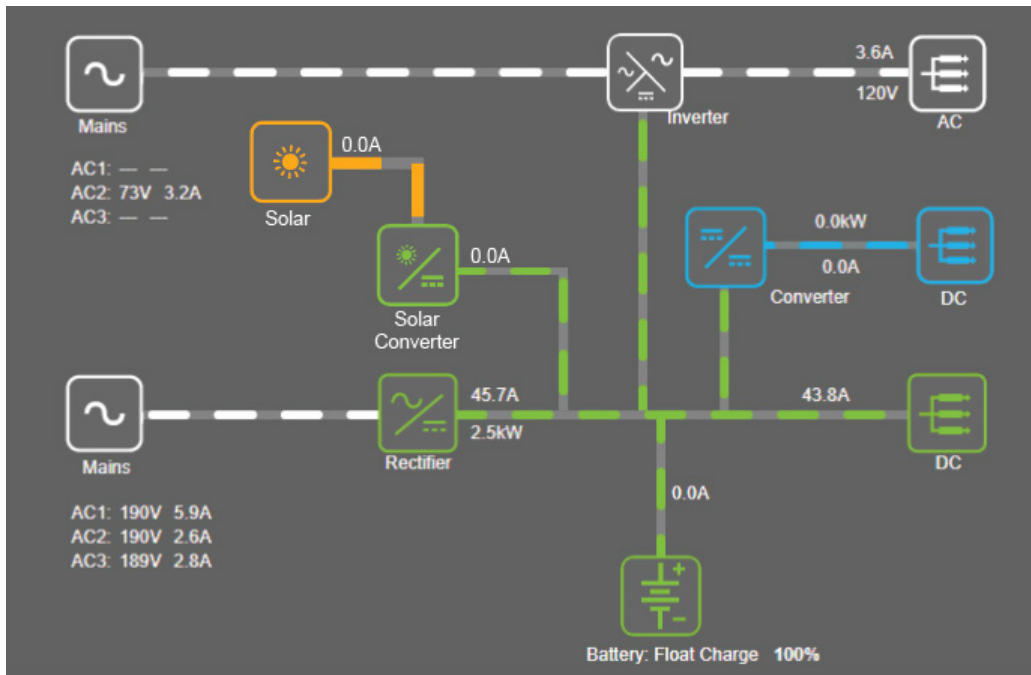 3.6A
120V
Mains
Inverter
AC
AC1: — —
AC2: 73V 3.2A
AC3: — —
0.0A
Solar
0.0A
Solar
Converter
0.0kW
0.0A
Converter
DC
45.7A
2.5kW
43.8A
Mains
Rectifier
DC
AC1: 190V 5.9A
AC2: 190V 2.6A
AC3: 189V 2.8A
0.0A
Battery: Float Charge 100%